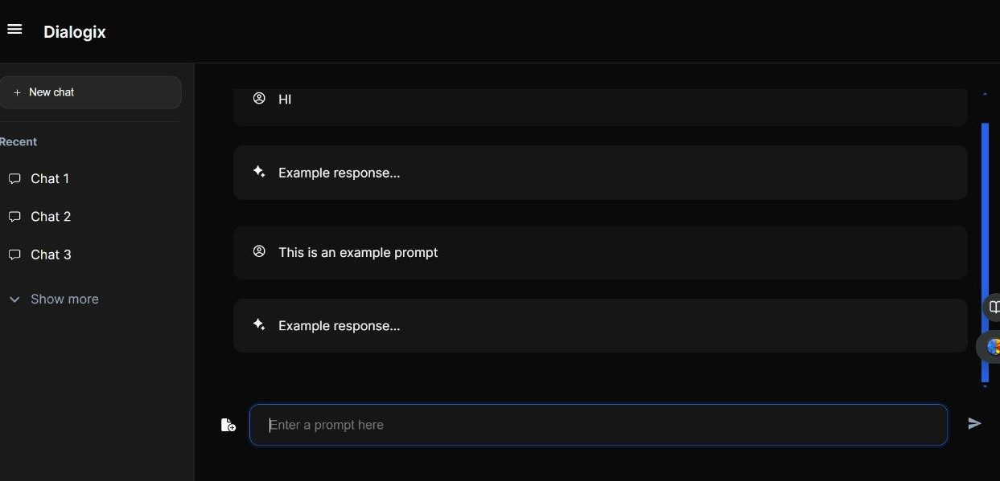 Dialogix
+ New chat
Recent
Chat 1
Chat 2
Chat 3
Show more
HI
Example response...
This is an example prompt
Example response...
Enter a prompt here